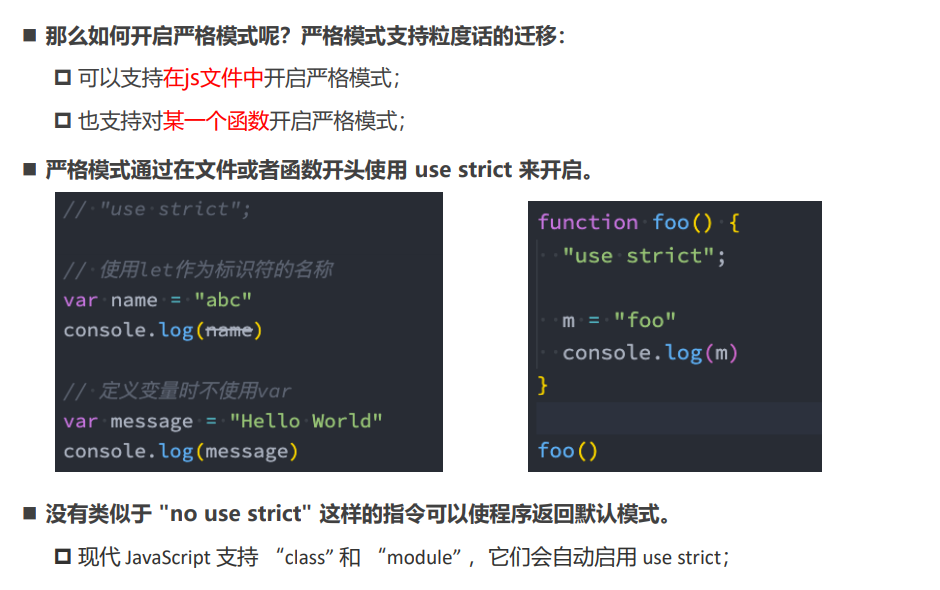 那么如何开启严格模式呢？严格模式支持粒度话的迁移：
可以支持在js文件中开启严格模式；
也支持对某一个函数开启严格模式；
严格模式通过在文件或者函数开头使用 use strict 来开启。
// "use strict";
// 使用let作为标识符的名称
var name = "abc"
console.log(name)
// 定义变量时不使用var
var message = "Hello World"
console.log(message)
function foo() {
"use strict";
m = "foo"
console.log(m)
}
foo()
没有类似于 "no use strict" 这样的指令可以使程序返回默认模式。
现代 JavaScript 支持 “class” 和 “module” ，它们会自动启用 use strict；